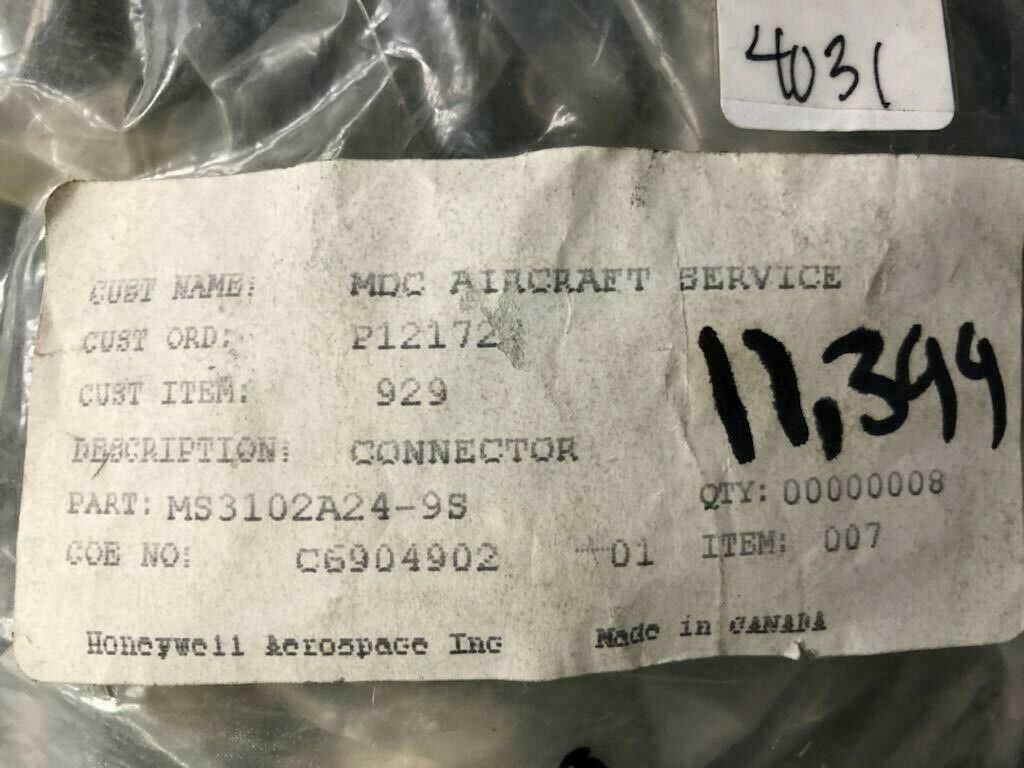 4031
CUST NAME: MDC AIRCRAFT SERVICE
CUST ORD: P12172
11,399
CUST ITEM: 929
DESCRIPTION: CONNECTOR
PART: MS3102A24-9S QTY: 00000008
COE NO: C6904902 +01 ITEM: 007
Honeywell Aerospace Inc Made in CANADA